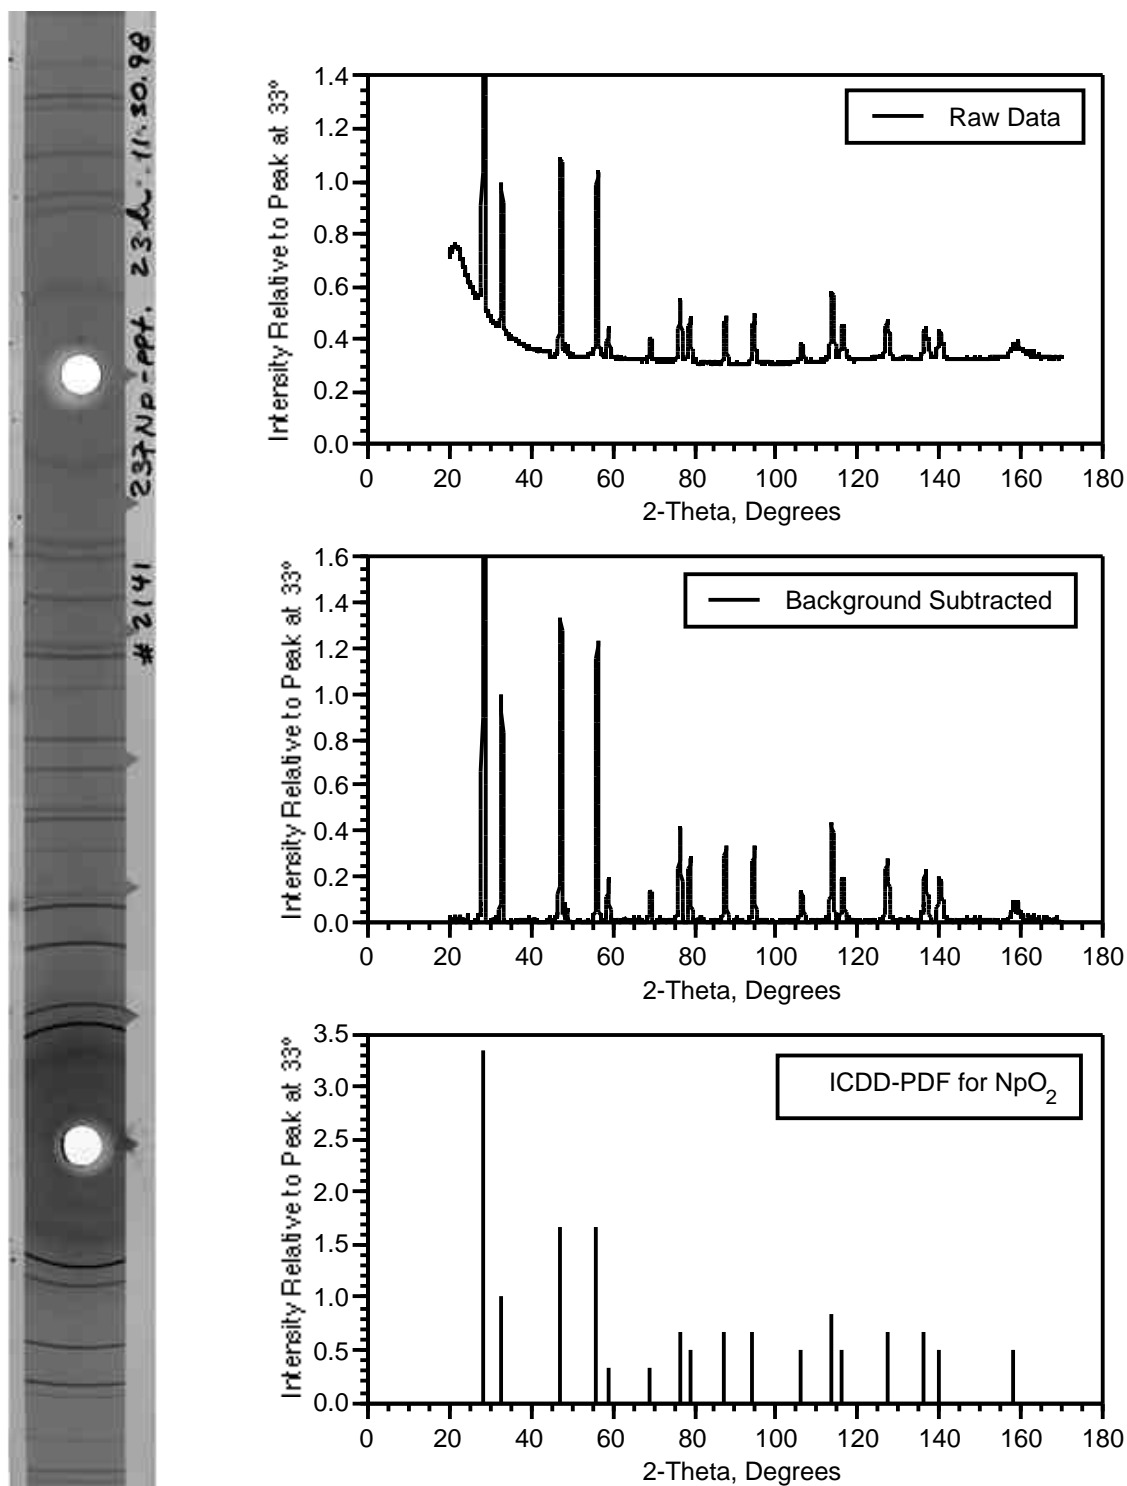 # 2141 237Np-ppt. 23h. 11.30.98
Intensity Relative to Peak at 33º
1.4
1.2
1.0
0.8
0.6
0.4
0.2
0.0
Raw Data
0 20 40 60 80 100 120 140 160 180
2-Theta, Degrees
Intensity Relative to Peak at 33º
1.6
1.4
1.2
1.0
0.8
0.6
0.4
0.2
0.0
Background Subtracted
0 20 40 60 80 100 120 140 160 180
2-Theta, Degrees
Intensity Relative to Peak at 33º
3.5
3.0
2.5
2.0
1.5
1.0
0.5
0.0
ICDD-PDF for NpO2
0 20 40 60 80 100 120 140 160 180
2-Theta, Degrees